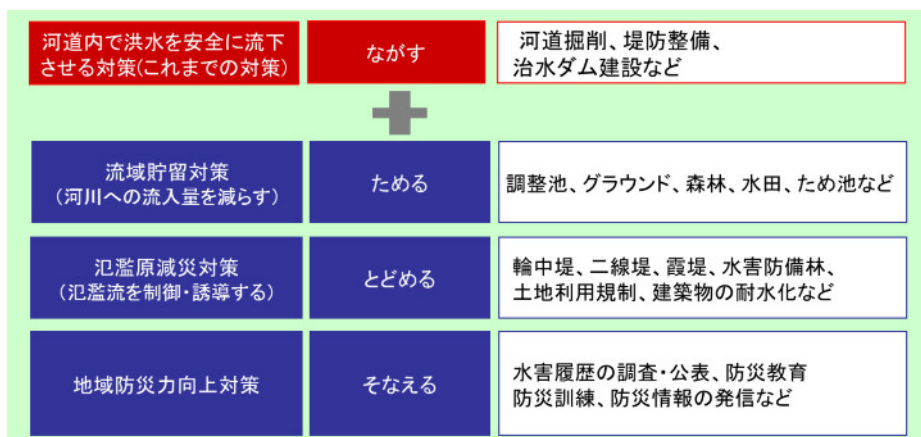 河道内で洪水を安全に流下
させる対策(これまでの対策)
ながす
河道掘削、堤防整備、
治水ダム建設など
流域貯留対策
(河川への流入量を減らす)
ためる
調整池、グラウンド、森林、水田、ため池など
氾濫原減災対策
(氾濫流を制御・誘導する)
とどめる
輪中堤、二線堤、霞堤、水害防備林、
土地利用規制、建築物の耐水化など
地域防災力向上対策
そなえる
水害履歴の調査・公表、防災教育
防災訓練、防災情報の発信など